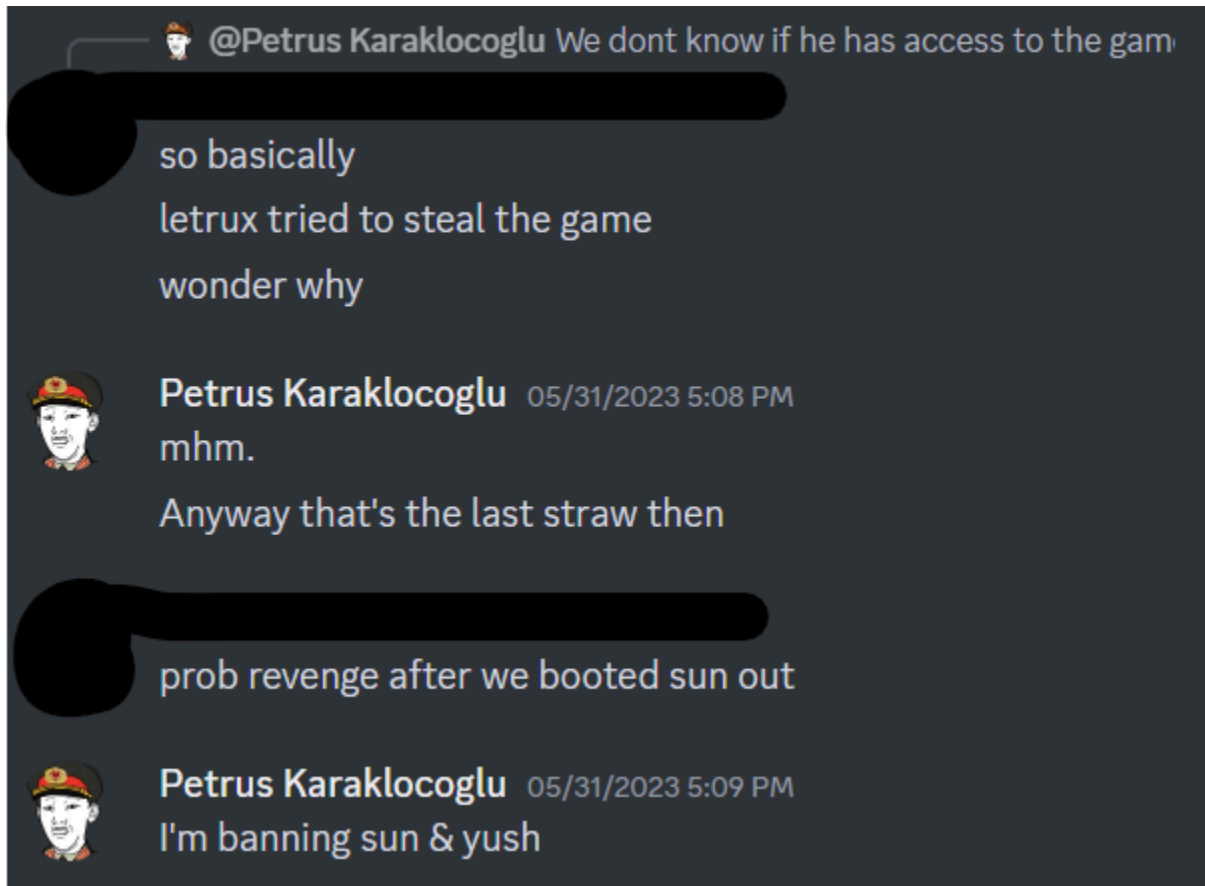 @Petrus Karaklocoglu We dont know if he has access to the
so basically
letrux tried to steal the game
wonder why
Petrus Karaklocoglu 05/31/2023 5:08 PM
mhm.
Anyway that's the last straw then
prob revenge after we booted sun out
Petrus Karaklocoglu 05/31/2023 5:09 PM
I'm banning sun & yush